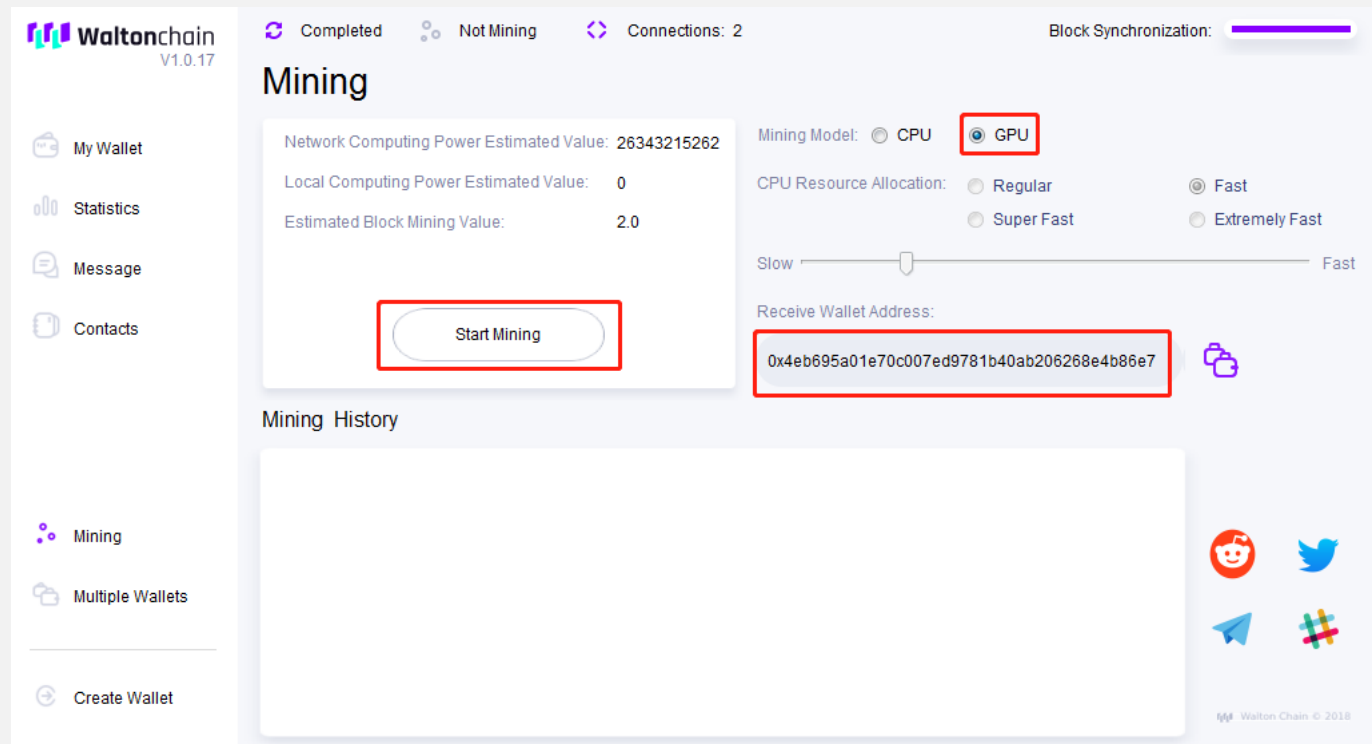 Waltonchain
V1.0.17
Completed
Not Mining
Connections: 2
Block Synchronization:
Mining
My Wallet
Statistics
Message
Contacts
Mining
Multiple Wallets
Create Wallet
Network Computing Power Estimated Value: 26343215262
Local Computing Power Estimated Value: 0
Estimated Block Mining Value: 2.0
Start Mining
Mining Model: CPU GPU
CPU Resource Allocation: Regular Fast
Super Fast Extremely Fast
Slow Fast
Receive Wallet Address:
0x4eb695a01e70c007ed9781b40ab206268e4b86e7
Mining History
Walton Chain © 2018